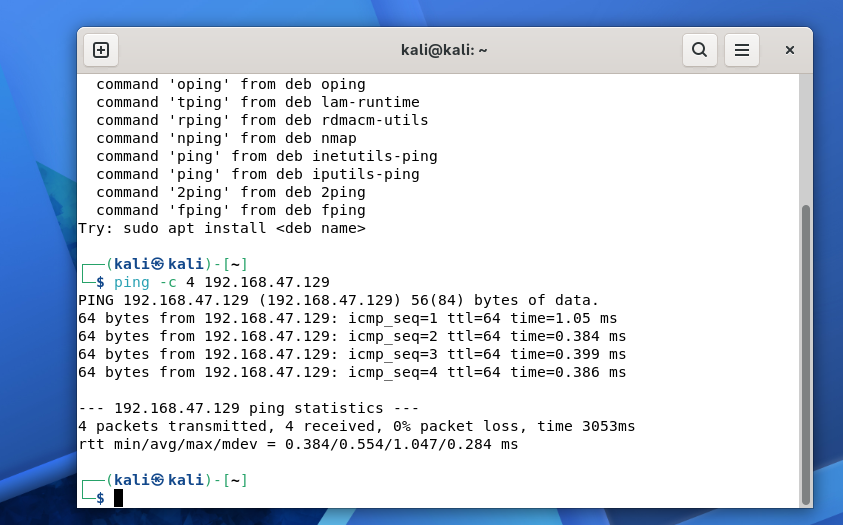 kali@kali: ~
command 'oping' from deb oping
command 'tping' from deb lam-runtime
command 'rping' from deb rdmacm-utils
command 'nping' from deb nmap
command 'ping' from deb inetutils-ping
command 'ping' from deb iputils-ping
command '2ping' from deb 2ping
command 'fping' from deb fping
Try: sudo apt install <deb name>
┌──(kali㉿kali)-[~]
└─$ ping -c 4 192.168.47.129
PING 192.168.47.129 (192.168.47.129) 56(84) bytes of data.
64 bytes from 192.168.47.129: icmp_seq=1 ttl=64 time=1.05 ms
64 bytes from 192.168.47.129: icmp_seq=2 ttl=64 time=0.384 ms
64 bytes from 192.168.47.129: icmp_seq=3 ttl=64 time=0.399 ms
64 bytes from 192.168.47.129: icmp_seq=4 ttl=64 time=0.386 ms
--- 192.168.47.129 ping statistics ---
4 packets transmitted, 4 received, 0% packet loss, time 3053ms
rtt min/avg/max/mdev = 0.384/0.554/1.047/0.284 ms
┌──(kali㉿kali)-[~]
└─$